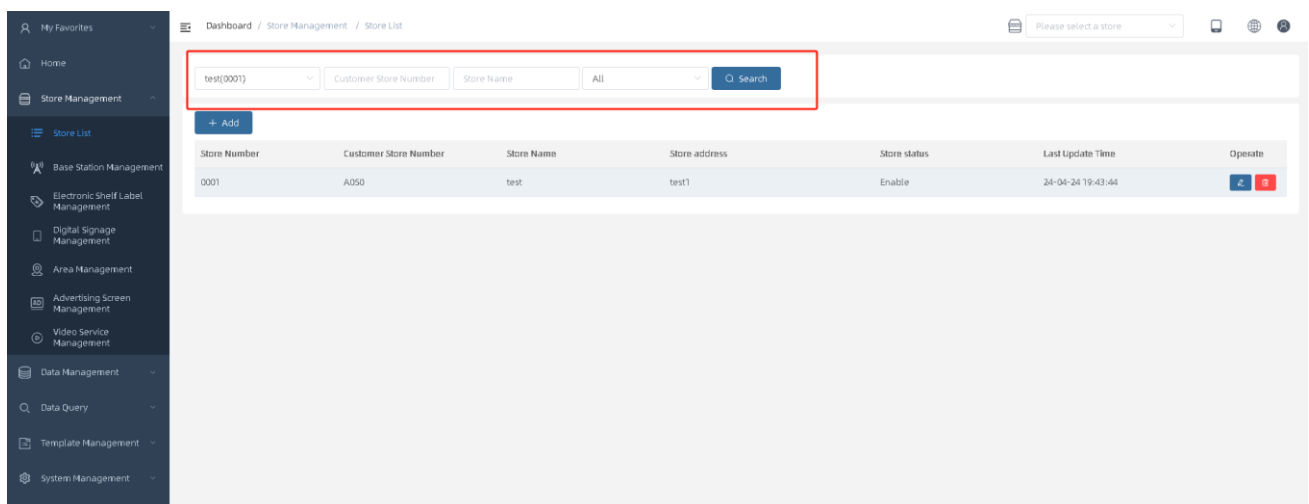 My Favorites
Dashboard / Store Management / Store List
Please select a store
Home
test(0001)
Customer Store Number
Store Name
All
Search
Store Management
+ Add
Store List
Store Number
Customer Store Number
Store Name
Store address
Store status
Last Update Time
Operate
0001
A050
test
test1
Enable
24-04-24 19:43:44
Base Station Management
Electronic Shelf Label
Management
Digital Signage
Management
Area Management
AD
Advertising Screen
Management
Video Service
Management
Data Management
Data Query
Template Management
System Management